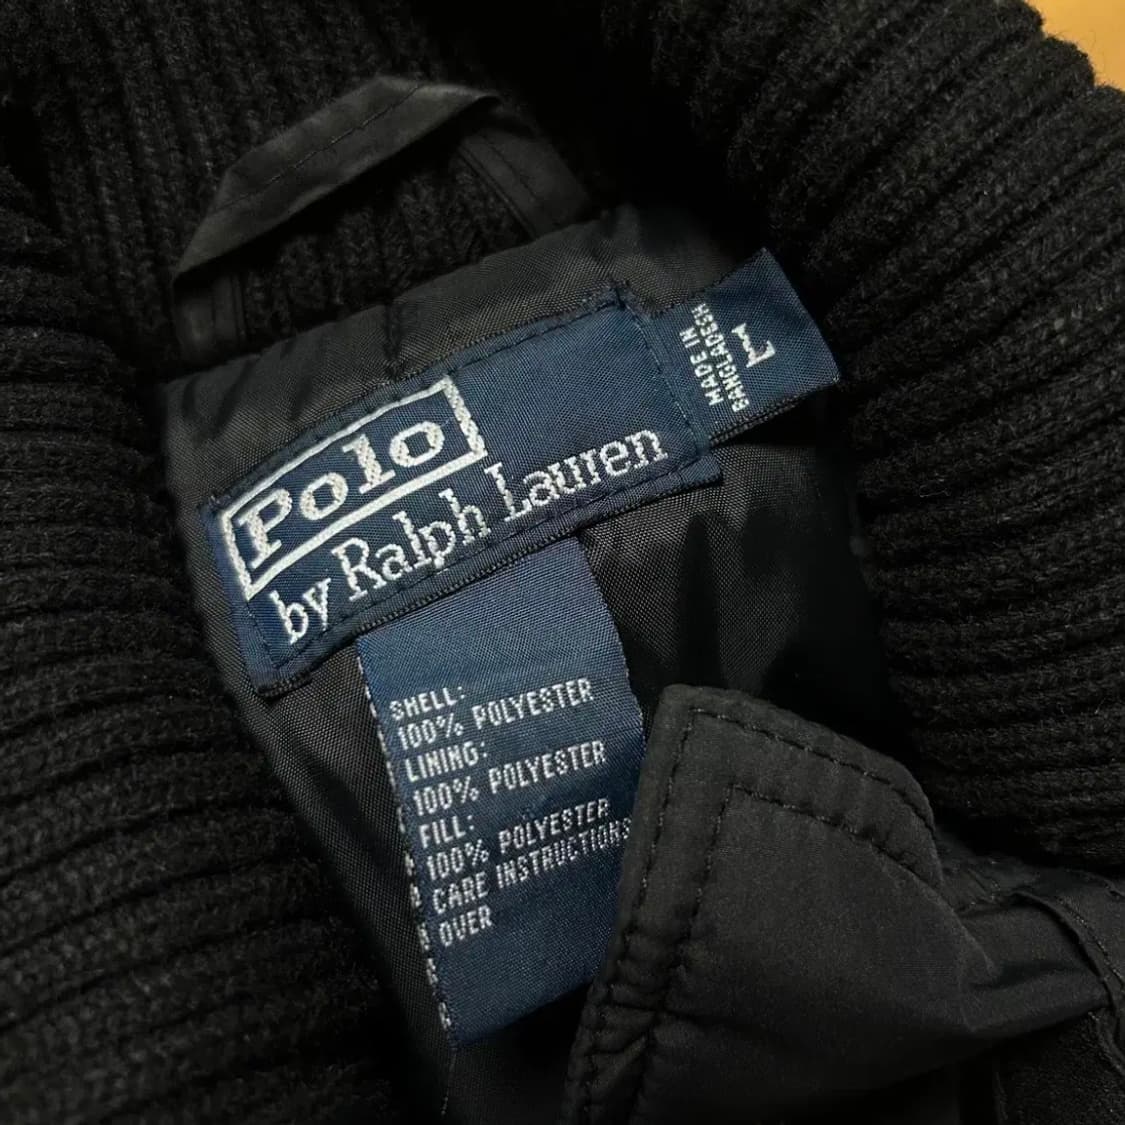 Polo
by Ralph Lauren
MADE IN
BANGLADESH
L
SHELL:
100% POLYESTER
LINING:
100% POLYESTER
FILL:
100% POLYESTER
CARE INSTRUCTIONS
OVER